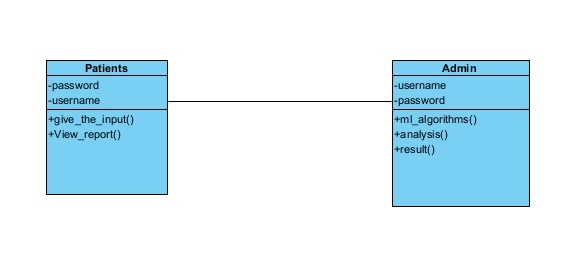 Patients
-password
-username
+give_the_input()
+View_report()
Admin
-username
-password
+ml_algorithms()
+analysis()
+result()